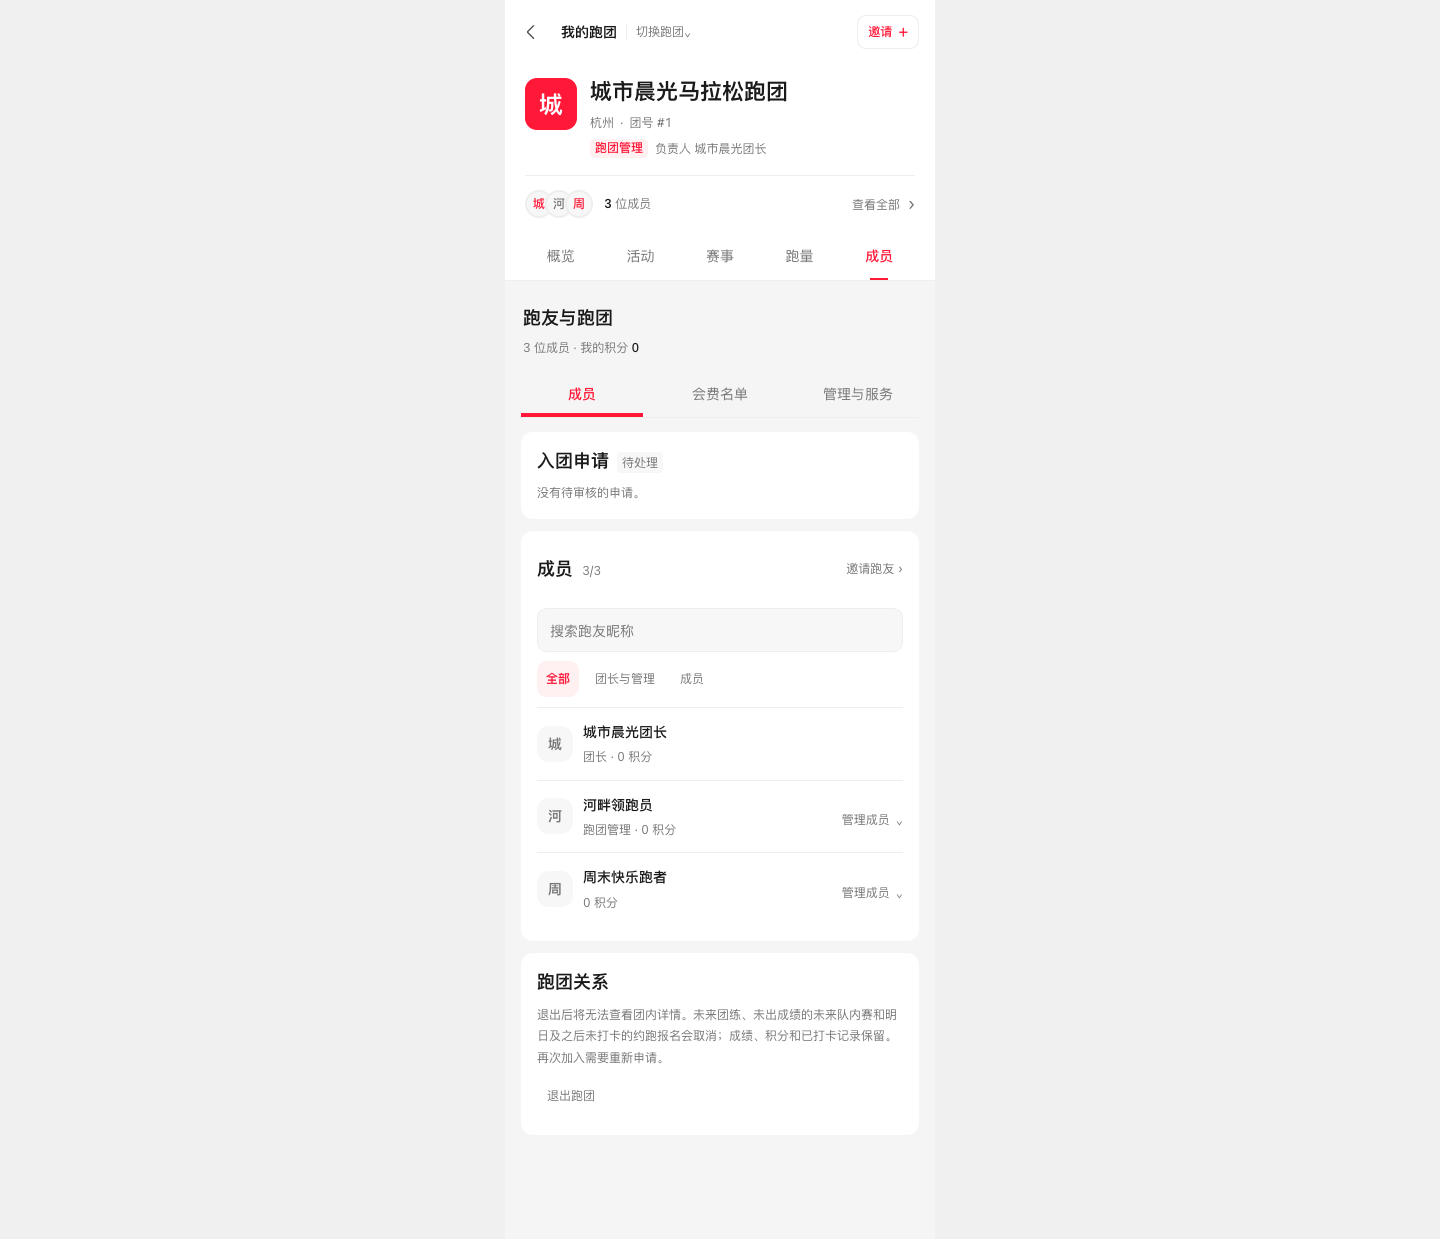 我的跑团 切换跑团⌄ 邀请 +
城 城市晨光马拉松跑团
杭州 · 团号 #1
跑团管理 负责人 城市晨光团长
城 河 周 3 位成员 查看全部 ›
概览 活动 赛事 跑量 成员
跑友与跑团
3 位成员 · 我的积分 0
成员 会费名单 管理与服务
入团申请 待处理
没有待审核的申请。
成员 3/3 邀请跑友 ›
搜索跑友昵称
全部 团长与管理 成员
城 城市晨光团长
团长 · 0 积分
河 河畔领跑员
跑团管理 · 0 积分 管理成员 ⌄
周 周末快乐跑者
0 积分 管理成员 ⌄
跑团关系
退出后将无法查看团内详情。未来团练、未出成绩的未来队内赛和明
日及之后未打卡的约跑报名会取消；成绩、积分和已打卡记录保留。
再次加入需要重新申请。
退出跑团